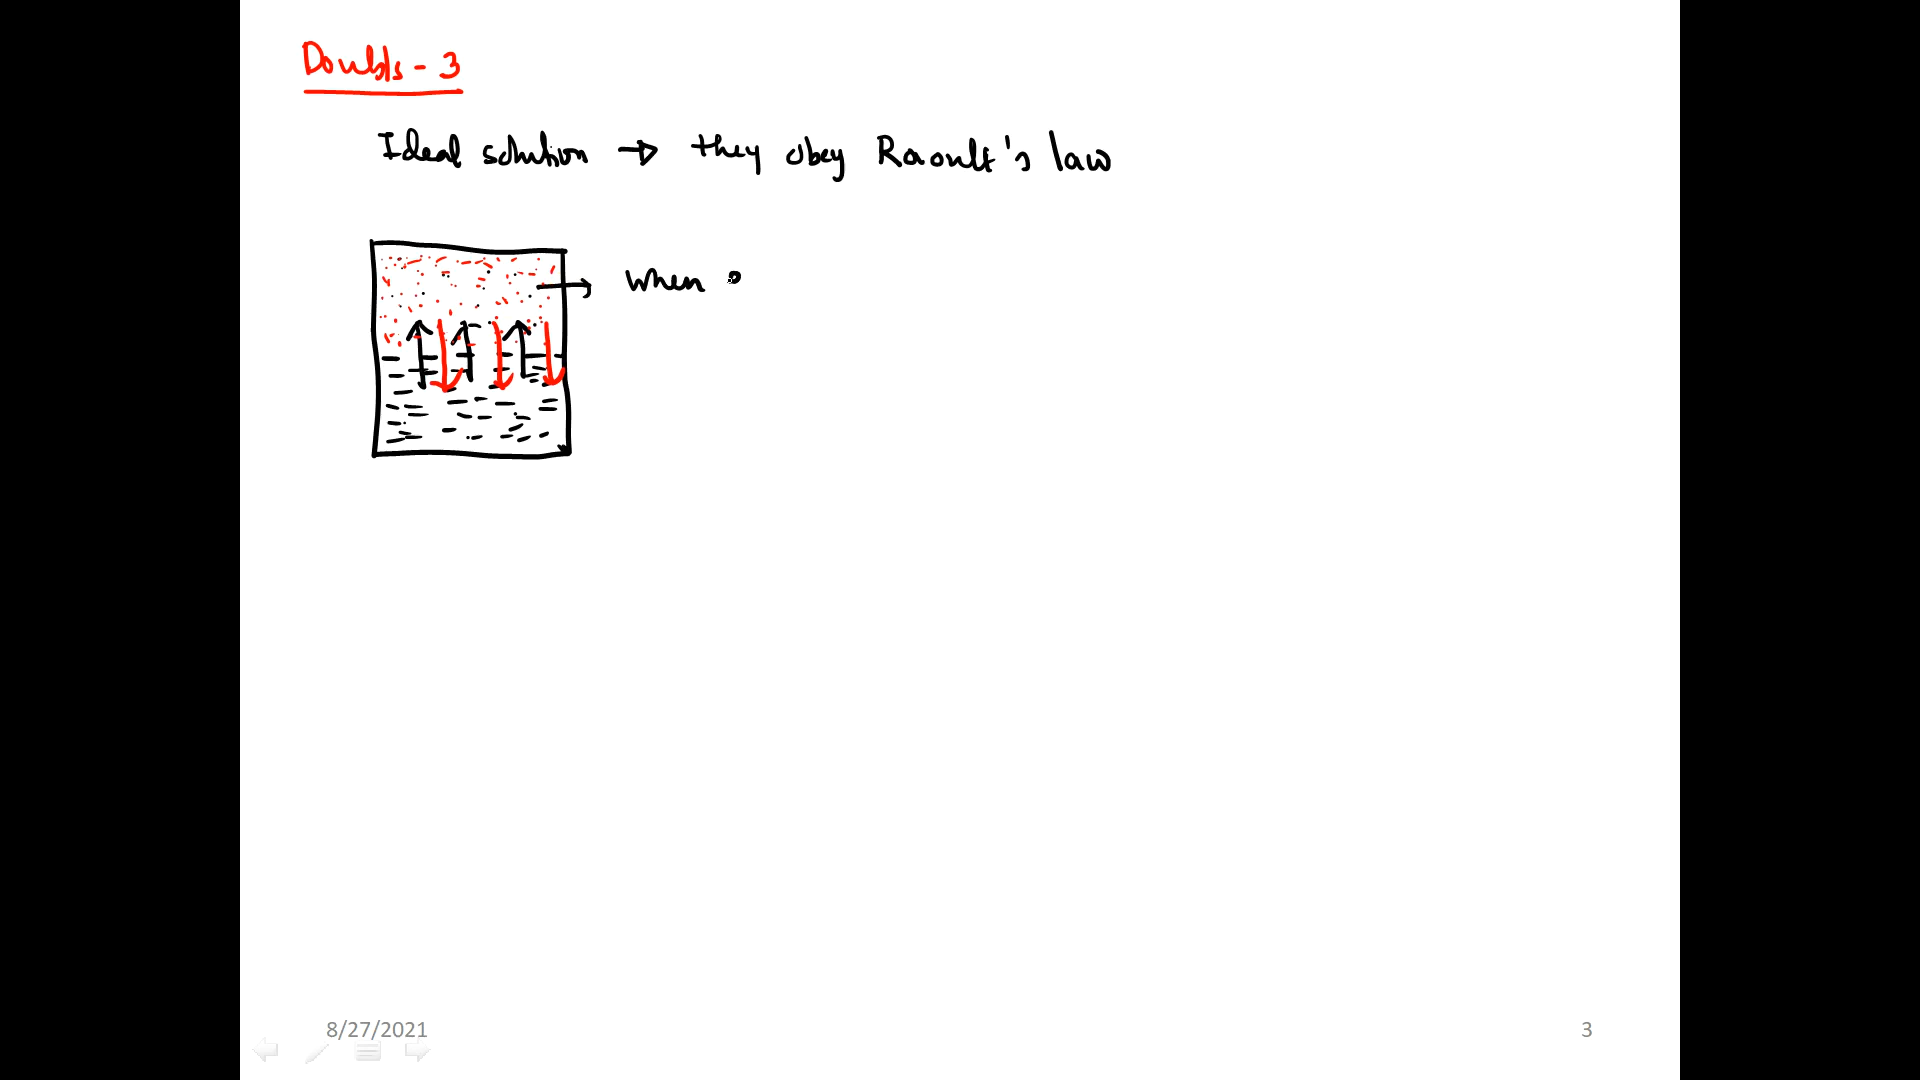 Doubts - 3
Ideal solution → they obey Raoult's law
when
8/27/2021
3